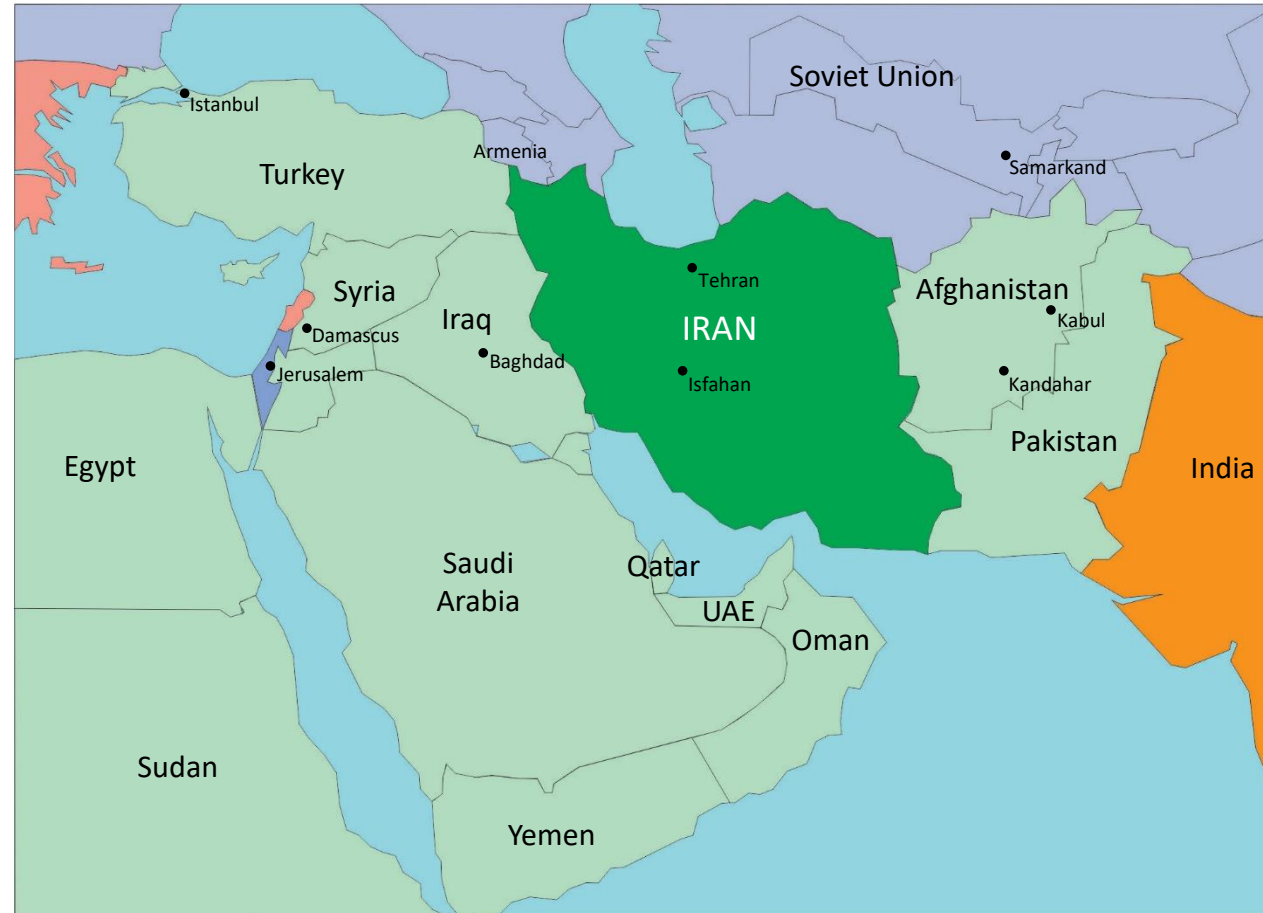 Soviet Union
Istanbul
Armenia
Samarkand
Turkey
Tehran
Syria
Afghanistan
Iraq
IRAN
Kabul
Damascus
Baghdad
Jerusalem
Isfahan
Kandahar
Pakistan
Egypt
India
Saudi
Arabia
Qatar
UAE
Oman
Sudan
Yemen